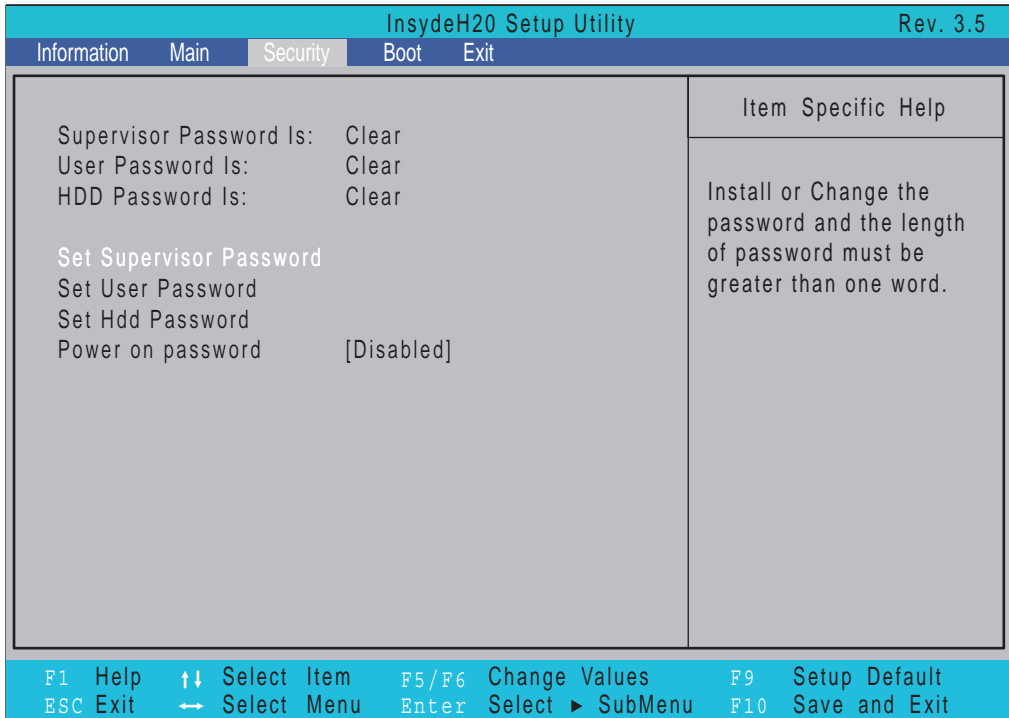 InsydeH20 Setup Utility Rev. 3.5
Information Main Security Boot Exit
Supervisor Password Is: Clear
User Password Is: Clear
HDD Password Is: Clear
Set Supervisor Password
Set User Password
Set Hdd Password
Power on password [Disabled]
Item Specific Help
Install or Change the
password and the length
of password must be
greater than one word.
F1 Help ↑↓ Select Item F5/F6 Change Values F9 Setup Default
ESC Exit ↔ Select Menu Enter Select ► SubMenu F10 Save and Exit